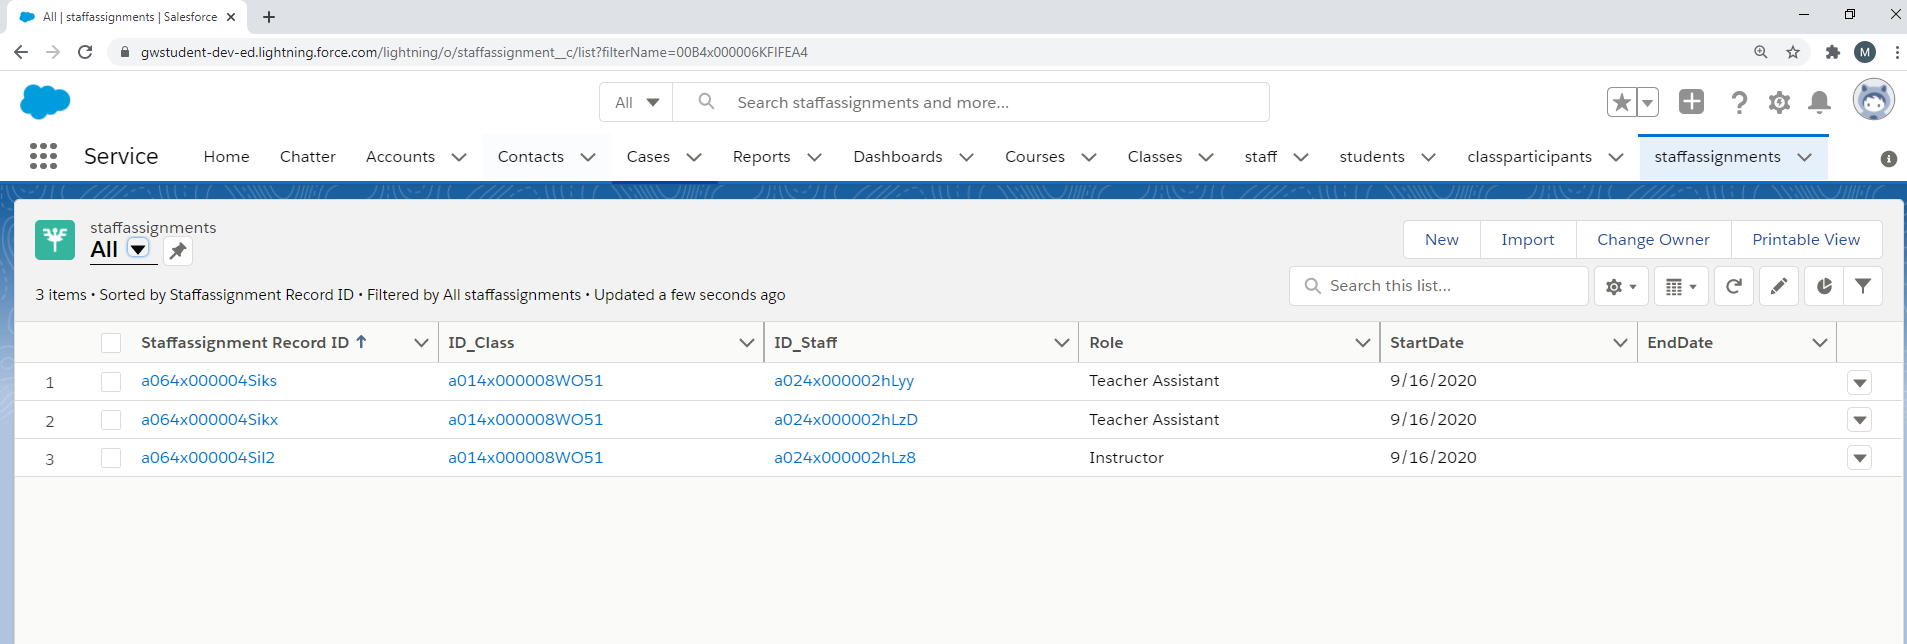 All | staffassignments | Salesforce
gwstudent-dev-ed.lightning.force.com/lightning/o/staffassignment__c/list?filterName=00B4x000006KFIFEA4
M
All Search staffassignments and more...
Service Home Chatter Accounts Contacts Cases Reports Dashboards Courses Classes staff students classparticipants staffassignments
staffassignments
All
New Import Change Owner Printable View
3 items • Sorted by Staffassignment Record ID • Filtered by All staffassignments • Updated a few seconds ago
Search this list...
Staffassignment Record ID ID_Class ID_Staff Role StartDate EndDate
1 a064x000004Siks a014x000008WO51 a024x000002hLyy Teacher Assistant 9/16/2020
2 a064x000004Sikx a014x000008WO51 a024x000002hLzD Teacher Assistant 9/16/2020
3 a064x000004Sil2 a014x000008WO51 a024x000002hLz8 Instructor 9/16/2020